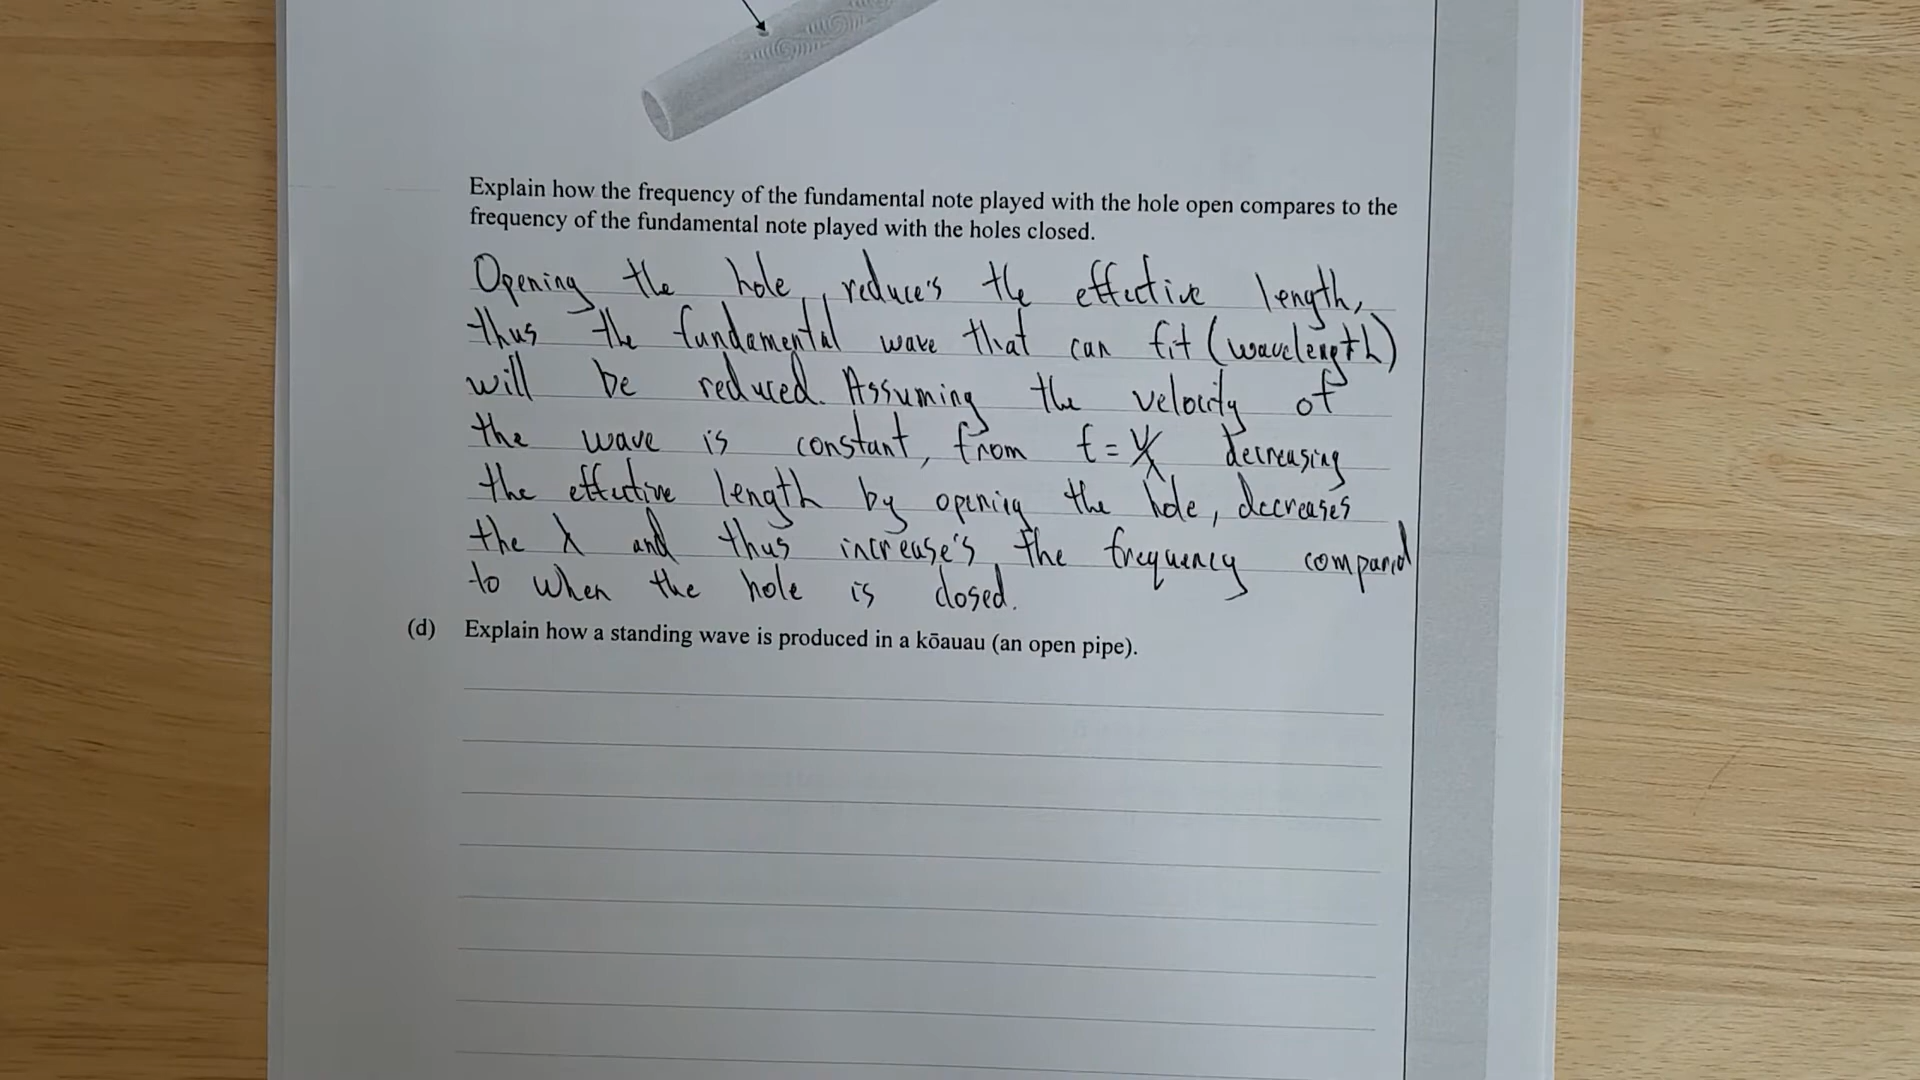 Explain how the frequency of the fundamental note played with the hole open compares to the
frequency of the fundamental note played with the holes closed.
Opening the hole, reduce's the effective length,
thus the fundamental wave that can fit (wavelength)
will be reduced. Assuming the velocity of
the wave is constant, from f = v/λ decreasing
the effective length by opening the hole, decreases
the λ and thus increase's the frequency compared
to when the hole is closed.
(d) Explain how a standing wave is produced in a kōauau (an open pipe).